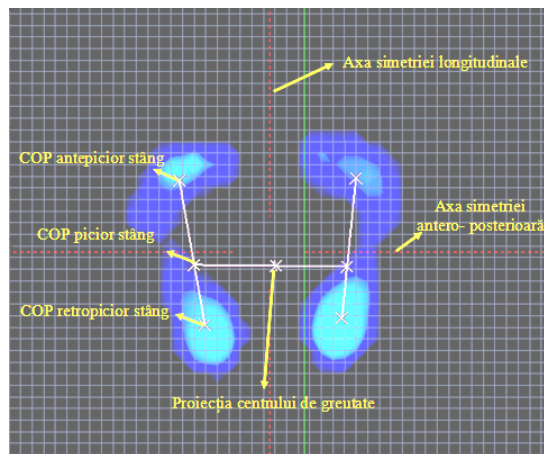 Axa simetriei longitudinale
COP antepicior stâng
Axa simetriei
antero- posterioară
COP picior stâng
COP retropicior stâng
Proiecția centrului de greutate